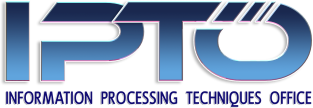 IPTO
INFORMATION PROCESSING TECHNIQUES OFFICE